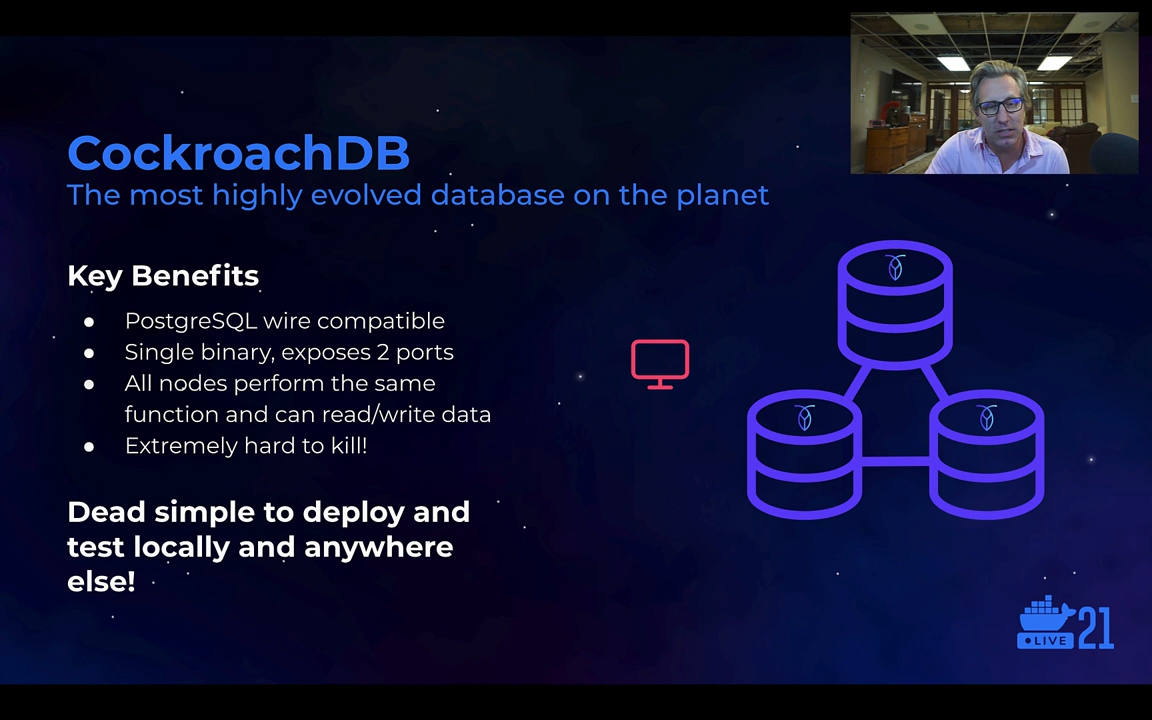 CockroachDB
The most highly evolved database on the planet
Key Benefits
● PostgreSQL wire compatible
● Single binary, exposes 2 ports
● All nodes perform the same
function and can read/write data
● Extremely hard to kill!
Dead simple to deploy and
test locally and anywhere
else!
LIVE 21